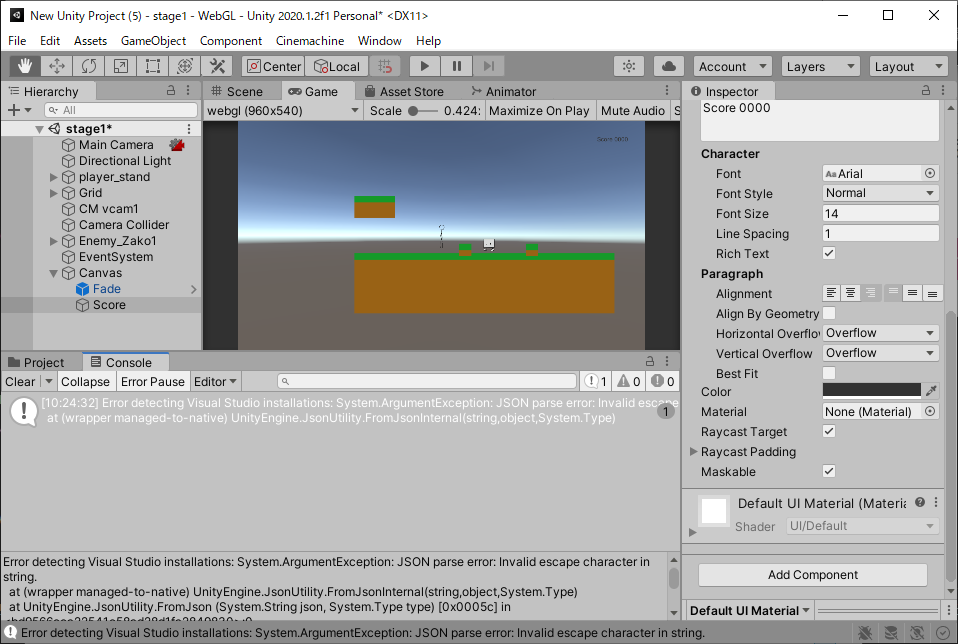 New Unity Project (5) - stage1 - WebGL - Unity 2020.1.2f1 Personal* <DX11>
File Edit Assets GameObject Component Cinemachine Window Help
Center Local Account Layers Layout
Hierarchy
All
stage1*
Main Camera
Directional Light
player_stand
Grid
CM vcam1
Camera Collider
Enemy_Zako1
EventSystem
Canvas
Fade
Score
Scene Game Asset Store Animator
webgl (960x540) Scale 0.424: Maximize On Play Mute Audio S
Score 0000
Project Console
Clear Collapse Error Pause Editor 1 0 0
[10:24:32] Error detecting Visual Studio installations: System.ArgumentException: JSON parse error: Invalid escape
at (wrapper managed-to-native) UnityEngine.JsonUtility.FromJsonInternal(string,object,System.Type)
1
Error detecting Visual Studio installations: System.ArgumentException: JSON parse error: Invalid escape character in
string.
at (wrapper managed-to-native) UnityEngine.JsonUtility.FromJsonInternal(string,object,System.Type)
at UnityEngine.JsonUtility.FromJson (System.String json, System.Type type) [0x0005c] in
Inspector
Score 0000
Character
Font Aa Arial
Font Style Normal
Font Size 14
Line Spacing 1
Rich Text
Paragraph
Alignment
Align By Geometry
Horizontal Overflo Overflow
Vertical Overflow Overflow
Best Fit
Color
Material None (Material)
Raycast Target
Raycast Padding
Maskable
Default UI Material (Materia
Shader UI/Default
Add Component
Default UI Material
Error detecting Visual Studio installations: System.ArgumentException: JSON parse error: Invalid escape character in string.